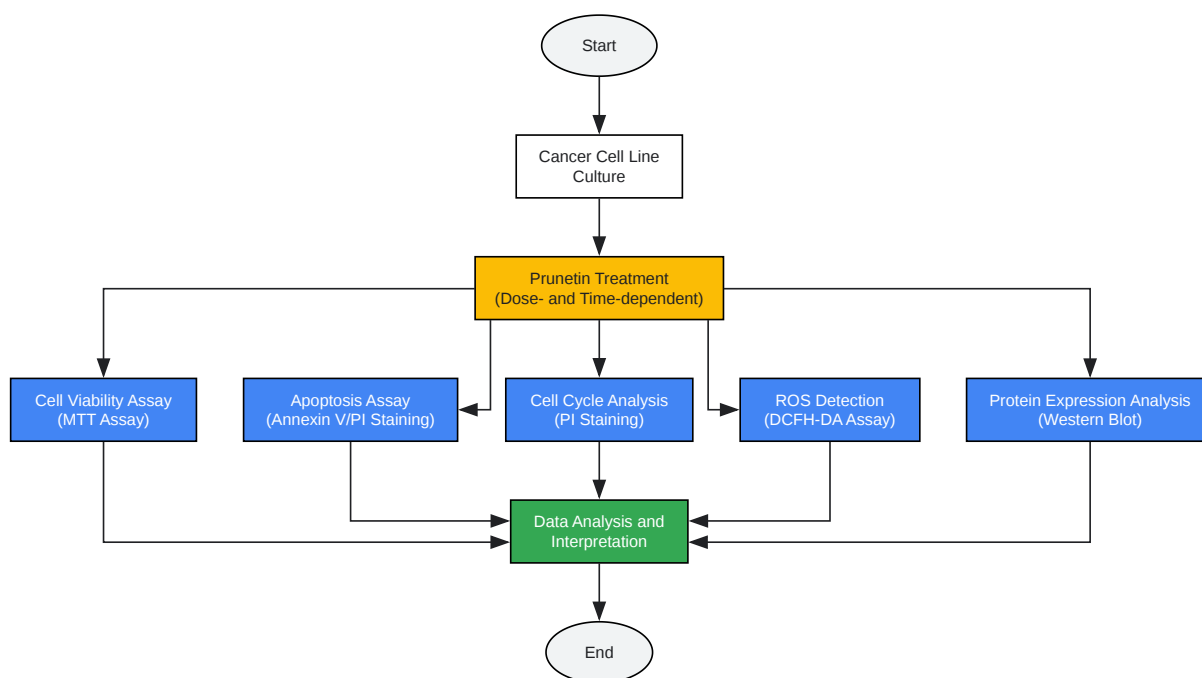 Start
Cancer Cell Line
Culture
Prunetin Treatment
(Dose- and Time-dependent)
Cell Viability Assay
(MTT Assay)
Apoptosis Assay
(Annexin V/PI Staining)
Cell Cycle Analysis
(PI Staining)
ROS Detection
(DCFH-DA Assay)
Protein Expression Analysis
(Western Blot)
Data Analysis and
Interpretation
End